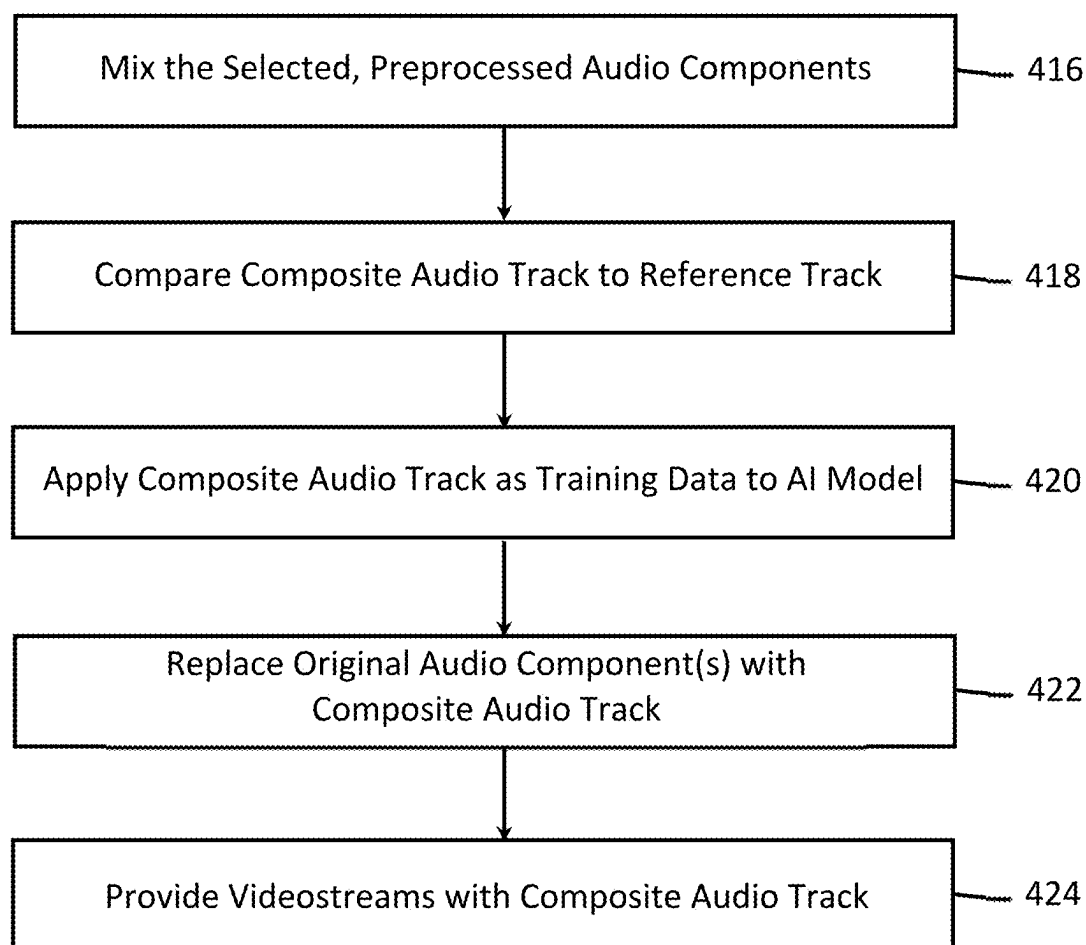 Mix the Selected, Preprocessed Audio Components
416
Compare Composite Audio Track to Reference Track
418
Apply Composite Audio Track as Training Data to AI Model
420
Replace Original Audio Component(s) with
Composite Audio Track
422
Provide Videostreams with Composite Audio Track
424